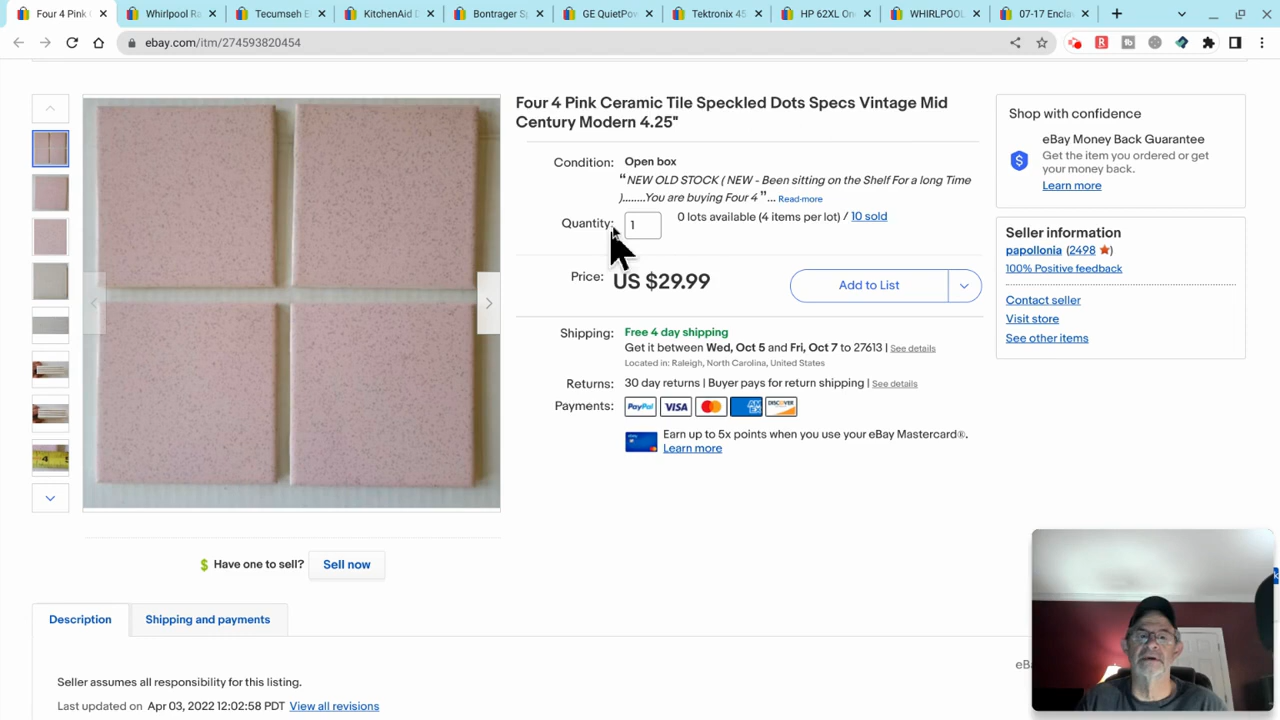 Four 4 Pink
Whirlpool Ra
Tecumseh E
KitchenAid D
Bontrager Sp
GE QuietPow
Tektronix 45
HP 62XL On
WHIRLPOOL
07-17 Encla
ebay.com/itm/274593820454
Four 4 Pink Ceramic Tile Speckled Dots Specs Vintage Mid
Century Modern 4.25"
Condition: Open box
“NEW OLD STOCK ( NEW - Been sitting on the Shelf For a long Time
)........You are buying Four 4 ”... Read more
Quantity: 1 0 lots available (4 items per lot) / 10 sold
Price: US $29.99
Add to List
Shipping: Free 4 day shipping
Get it between Wed, Oct 5 and Fri, Oct 7 to 27613 | See details
Located in: Raleigh, North Carolina, United States
Returns: 30 day returns | Buyer pays for return shipping | See details
Payments: PayPal VISA DISCOVER
Earn up to 5x points when you use your eBay Mastercard®.
Learn more
Shop with confidence
eBay Money Back Guarantee
Get the item you ordered or get
your money back.
Learn more
Seller information
papollonia (2498)
100% Positive feedback
Contact seller
Visit store
See other items
4
$ Have one to sell? Sell now
Description
Shipping and payments
eB
Seller assumes all responsibility for this listing.
Last updated on Apr 03, 2022 12:02:58 PDT View all revisions